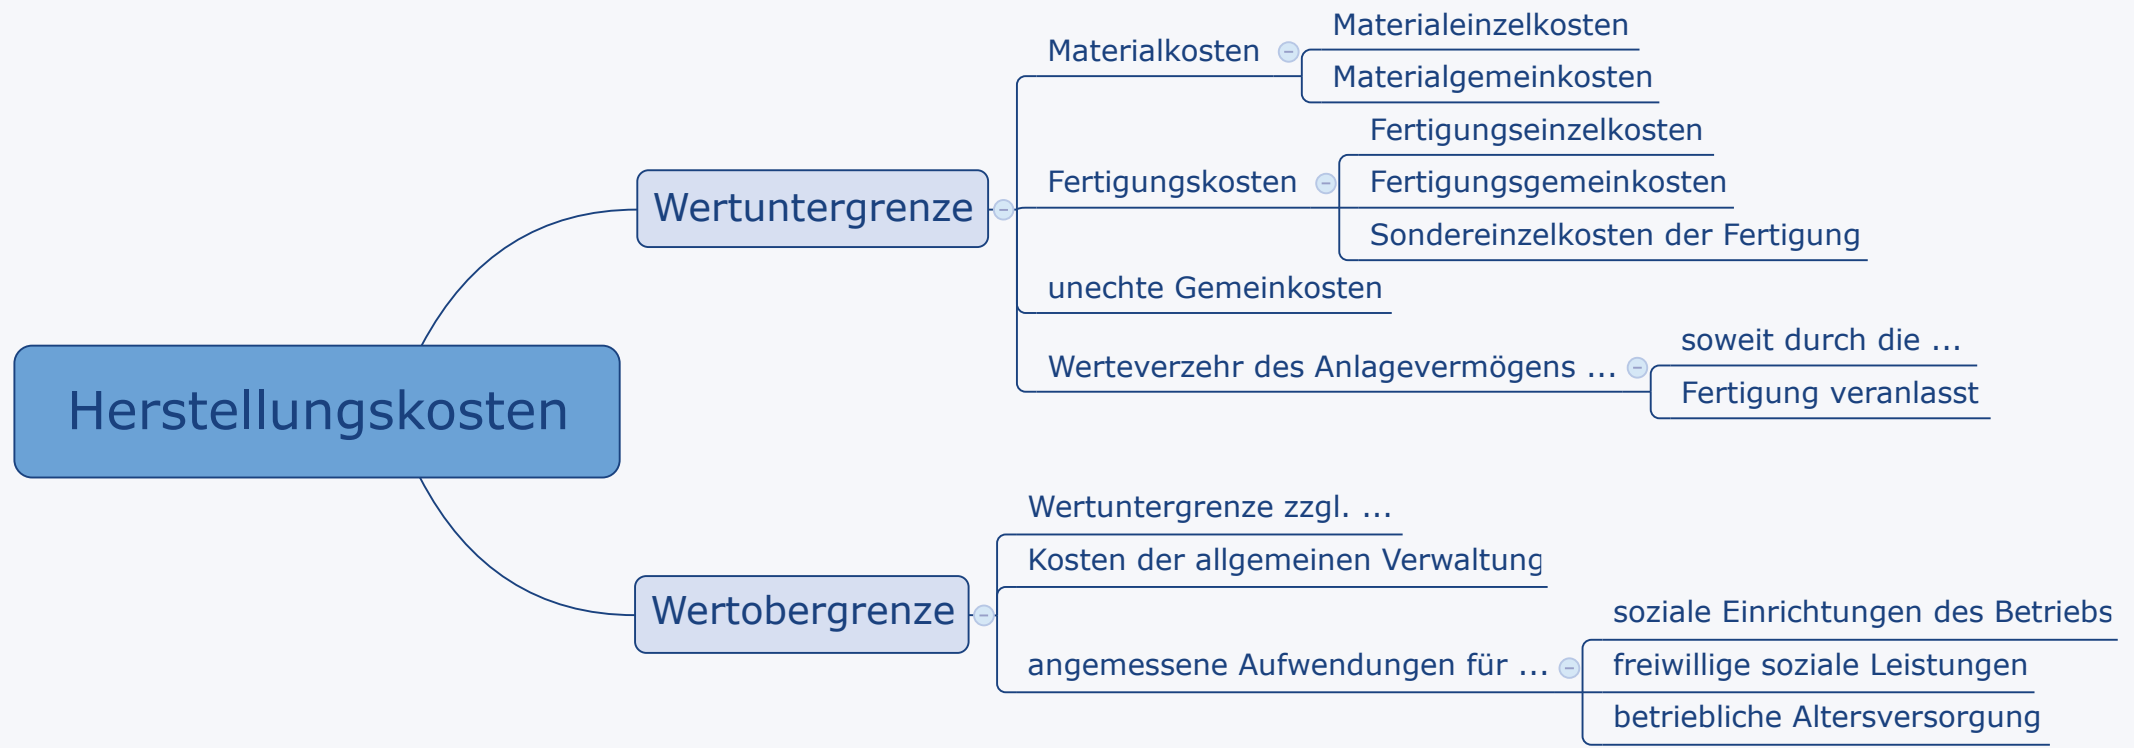 Herstellungskosten
Wertuntergrenze
Materialkosten
Materialeinzelkosten
Materialgemeinkosten
Fertigungskosten
Fertigungseinzelkosten
Fertigungsgemeinkosten
Sondereinzelkosten der Fertigung
unechte Gemeinkosten
Werteverzehr des Anlagevermögens ...
soweit durch die ...
Fertigung veranlasst
Wertobergrenze
Wertuntergrenze zzgl. ...
Kosten der allgemeinen Verwaltung
angemessene Aufwendungen für ...
soziale Einrichtungen des Betriebs
freiwillige soziale Leistungen
betriebliche Altersversorgung